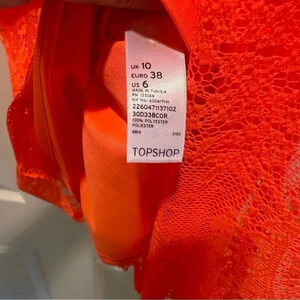 UK 10
EURO 38
US 6
MADE IN TUNISIA
2260471137102
30D33BCOR
100% POLYESTER
POLYESTER
TOPSHOP